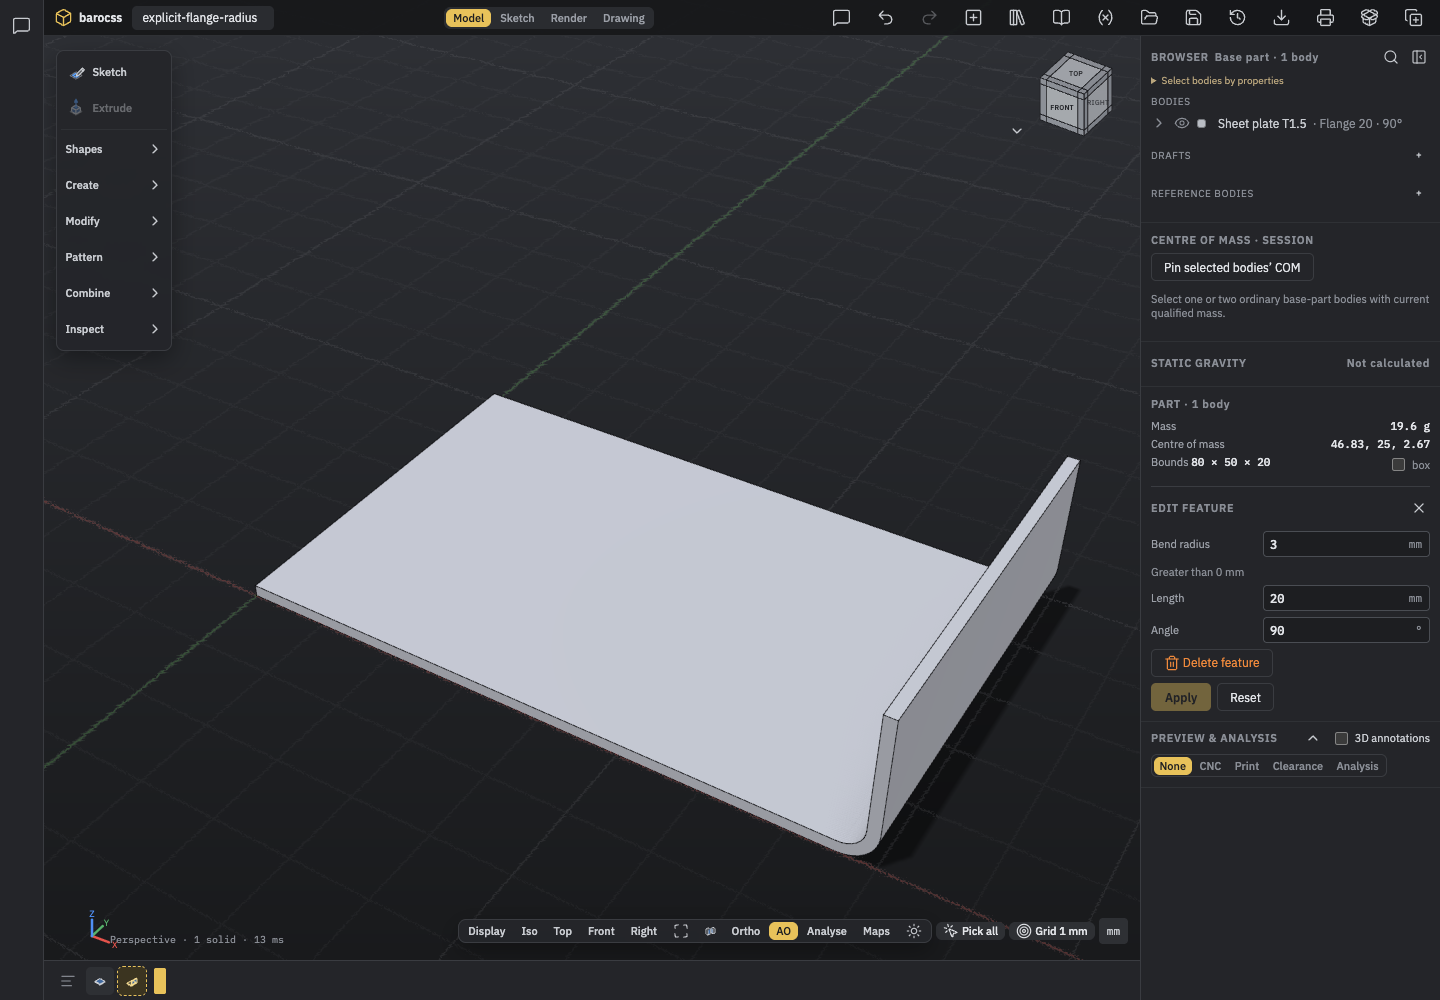 barocss
explicit-flange-radius
Model Sketch Render Drawing
Sketch
Extrude
Shapes
Create
Modify
Pattern
Combine
Inspect
TOP
FRONT
RIGHT
BROWSER Base part · 1 body
Select bodies by properties
BODIES
Sheet plate T1.5 · Flange 20 · 90°
DRAFTS
REFERENCE BODIES
CENTRE OF MASS · SESSION
Pin selected bodies’ COM
Select one or two ordinary base-part bodies with current
qualified mass.
STATIC GRAVITY Not calculated
PART · 1 body
Mass 19.6 g
Centre of mass 46.83, 25, 2.67
Bounds 80 × 50 × 20 box
EDIT FEATURE
Bend radius 3 mm
Greater than 0 mm
Length 20 mm
Angle 90 °
Delete feature
Apply Reset
PREVIEW & ANALYSIS 3D annotations
None CNC Print Clearance Analysis
Z
Y
X
Perspective · 1 solid · 13 ms
Display Iso Top Front Right Ortho AO Analyse Maps Pick all Grid 1 mm mm